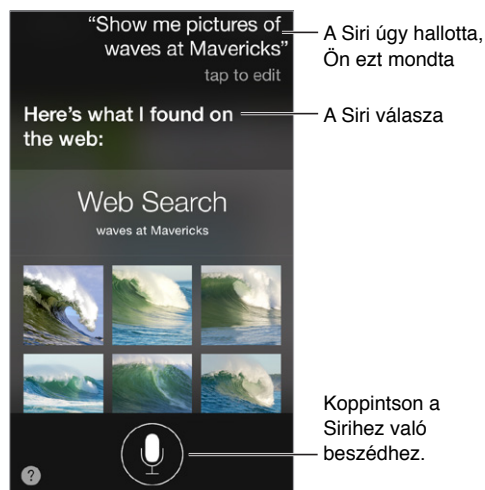 “Show me pictures of
waves at Mavericks”
tap to edit
A Siri úgy hallotta,
Ön ezt mondta
Here's what I found on
the web:
A Siri válasza
Web Search
waves at Mavericks
Koppintson a
Sirihez való
beszédhez.
?